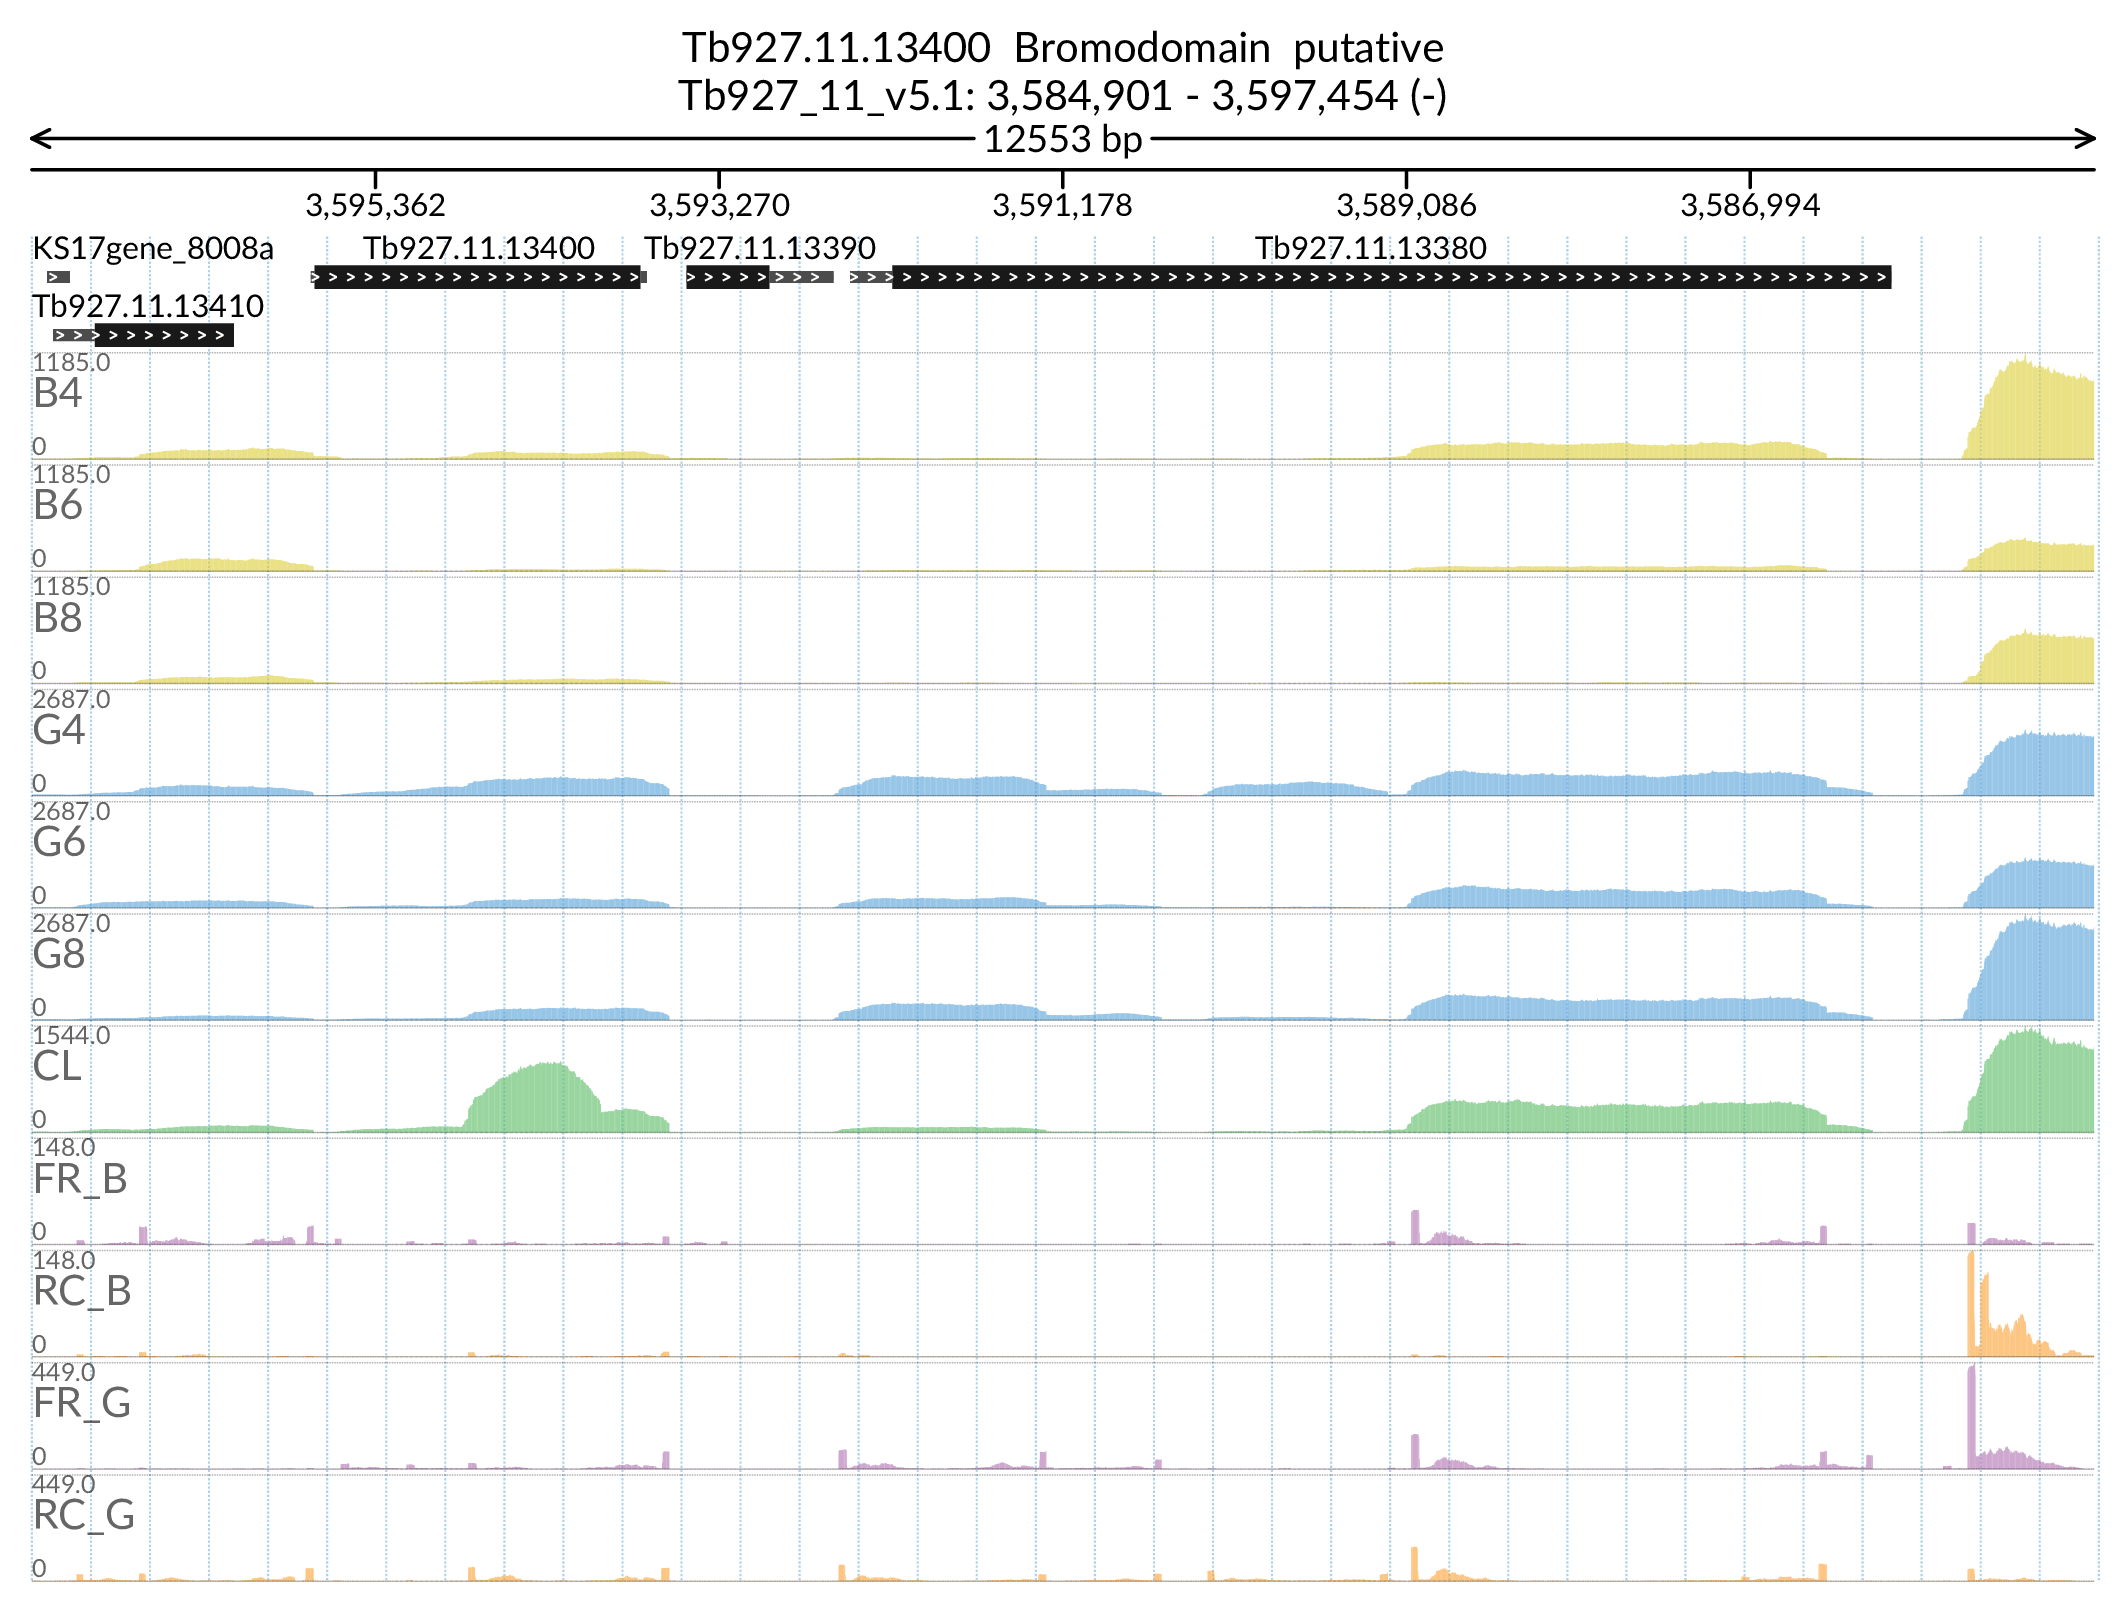 Tb927.11.13400 Bromodomain putative
Tb927_11_v5.1: 3,584,901 - 3,597,454 (-)
12553 bp
3,595,362 3,593,270 3,591,178 3,589,086 3,586,994
KS17gene_8008a Tb927.11.13400 Tb927.11.13390 Tb927.11.13380
Tb927.11.13410
1185.0
B4
0
1185.0
B6
0
1185.0
B8
0
2687.0
G4
0
2687.0
G6
0
2687.0
G8
0
1544.0
CL
0
148.0
FR_B
0
148.0
RC_B
0
449.0
FR_G
0
449.0
RC_G
0